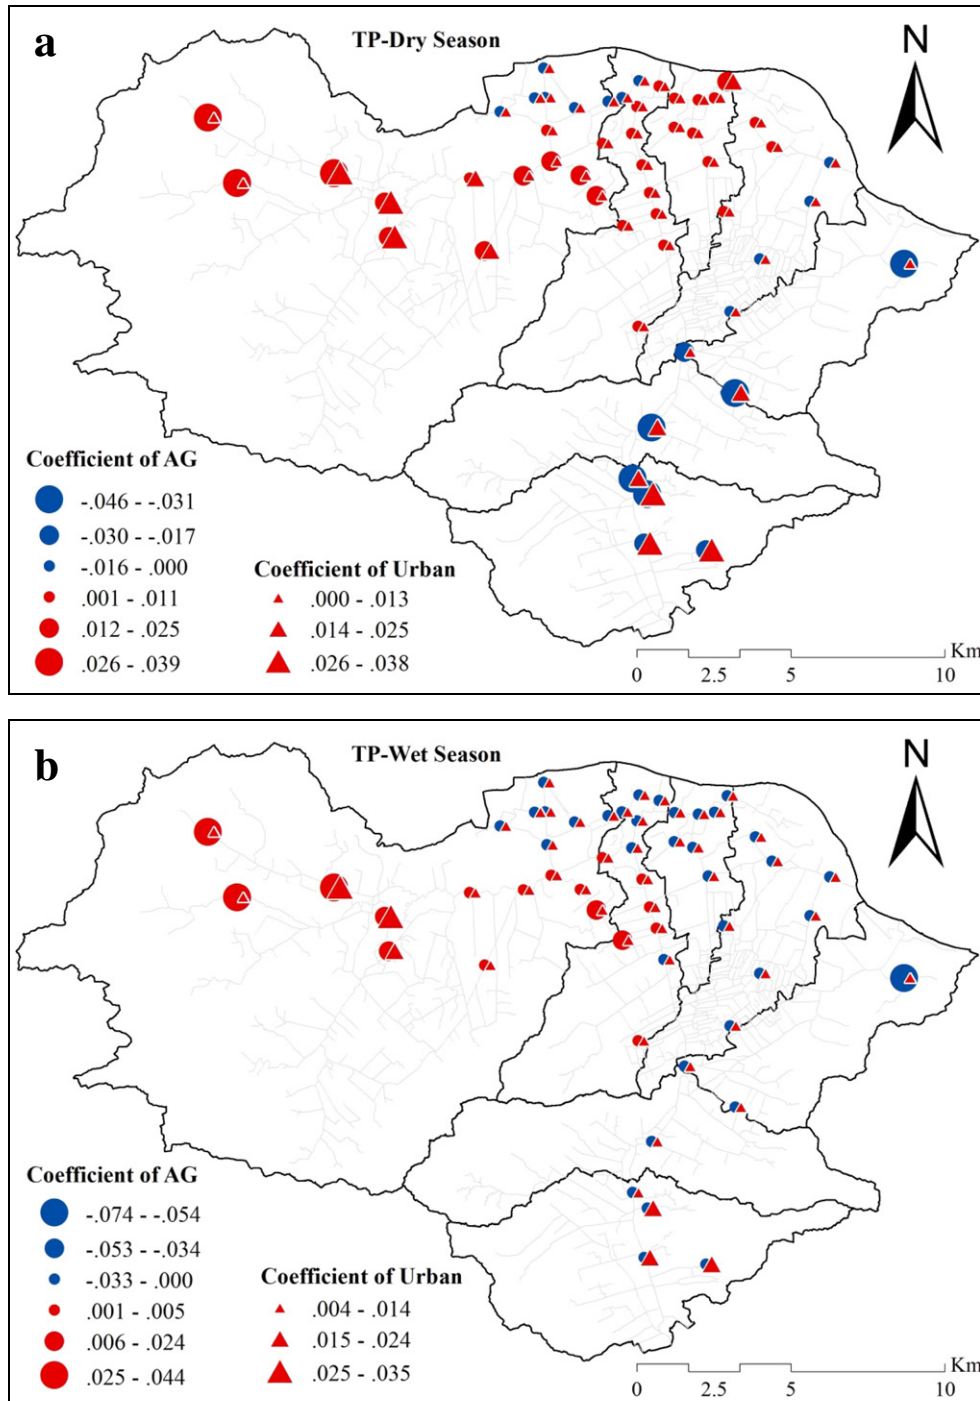 a
TP-Dry Season
N
Coefficient of AG
-.046 - -.031
-.030 - -.017
-.016 - .000
.001 - .011
.012 - .025
.026 - .039
Coefficient of Urban
.000 - .013
.014 - .025
.026 - .038
Km
0 2.5 5 10
b
TP-Wet Season
N
Coefficient of AG
-.074 - -.054
-.053 - -.034
-.033 - .000
.001 - .005
.006 - .024
.025 - .044
Coefficient of Urban
.004 - .014
.015 - .024
.025 - .035
Km
0 2.5 5 10